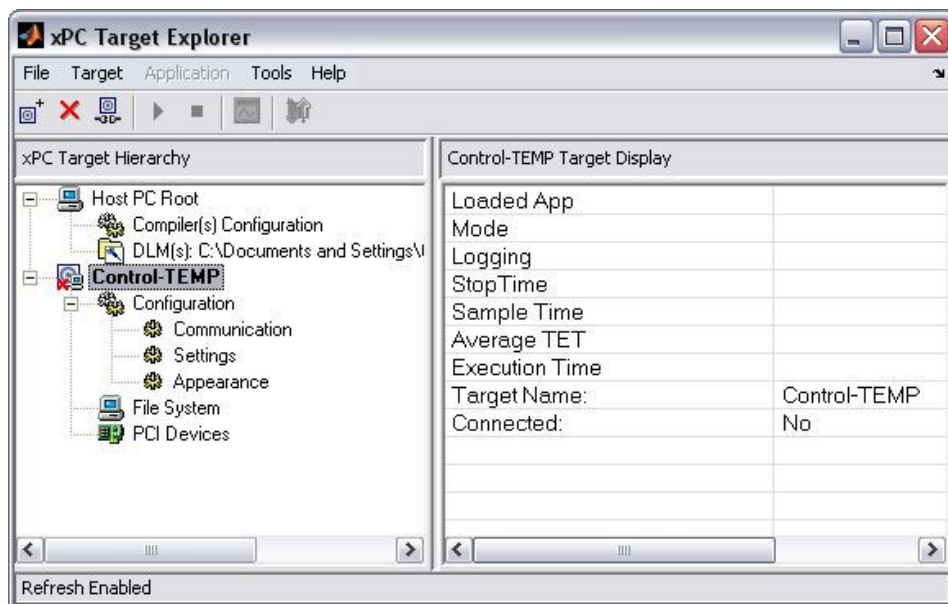 xPC Target Explorer
File Target Application Tools Help
xPC Target Hierarchy
Host PC Root
Compiler(s) Configuration
DLM(s): C:\Documents and Settings\
Control-TEMP
Configuration
Communication
Settings
Appearance
File System
PCI Devices
Control-TEMP Target Display
Loaded App
Mode
Logging
StopTime
Sample Time
Average TET
Execution Time
Target Name: Control-TEMP
Connected: No
Refresh Enabled